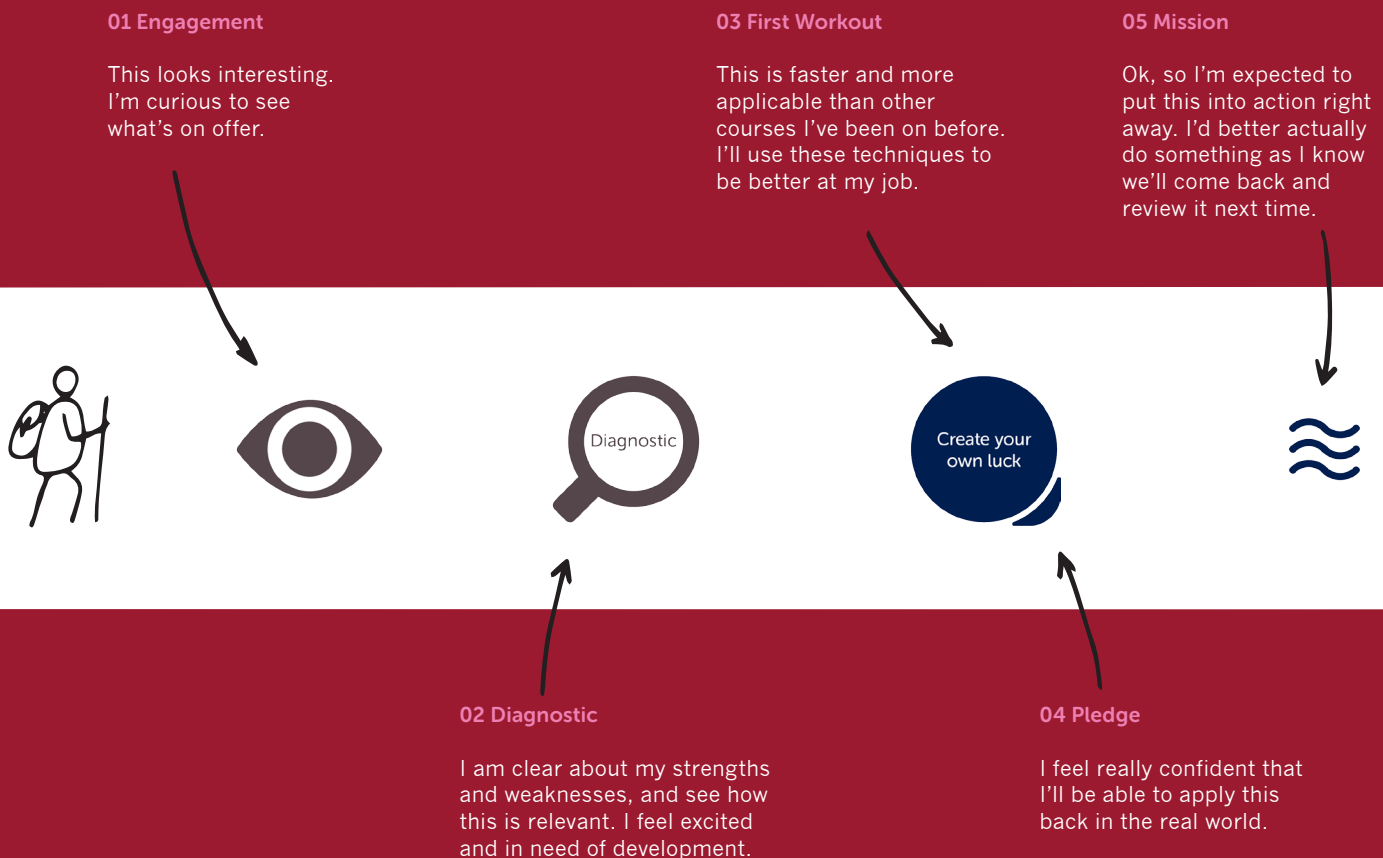 01 Engagement
This looks interesting.
I'm curious to see
what's on offer.
03 First Workout
This is faster and more
applicable than other
courses I've been on before.
I'll use these techniques to
be better at my job.
05 Mission
Ok, so I'm expected to
put this into action right
away. I'd better actually
do something as I know
we'll come back and
review it next time.
Diagnostic
Create your
own luck
02 Diagnostic
I am clear about my strengths
and weaknesses, and see how
this is relevant. I feel excited
and in need of development.
04 Pledge
I feel really confident that
I'll be able to apply this
back in the real world.